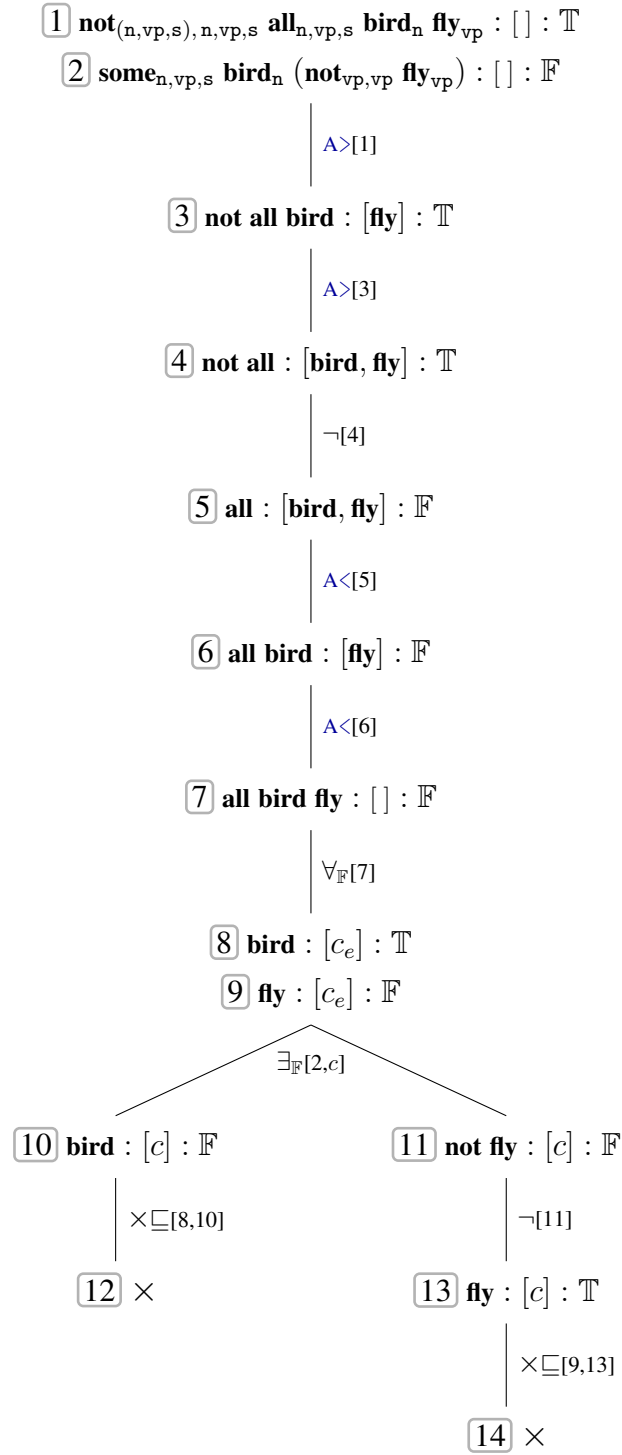 1 not(n,vp,s),n,vp,s alln,vp,s birdn flyvp : [ ] : 𝕋
2 somen,vp,s birdn (notvp,vp flyvp) : [ ] : 𝔽
A>[1]
3 not all bird : [fly] : 𝕋
A>[3]
4 not all : [bird, fly] : 𝕋
¬[4]
5 all : [bird, fly] : 𝔽
A<[5]
6 all bird : [fly] : 𝔽
A<[6]
7 all bird fly : [ ] : 𝔽
∀𝔽[7]
8 bird : [ce] : 𝕋
9 fly : [ce] : 𝔽
∃𝔽[2,c]
10 bird : [c] : 𝔽
11 not fly : [c] : 𝔽
×⊑[8,10]
¬[11]
12 ×
13 fly : [c] : 𝕋
×⊑[9,13]
14 ×